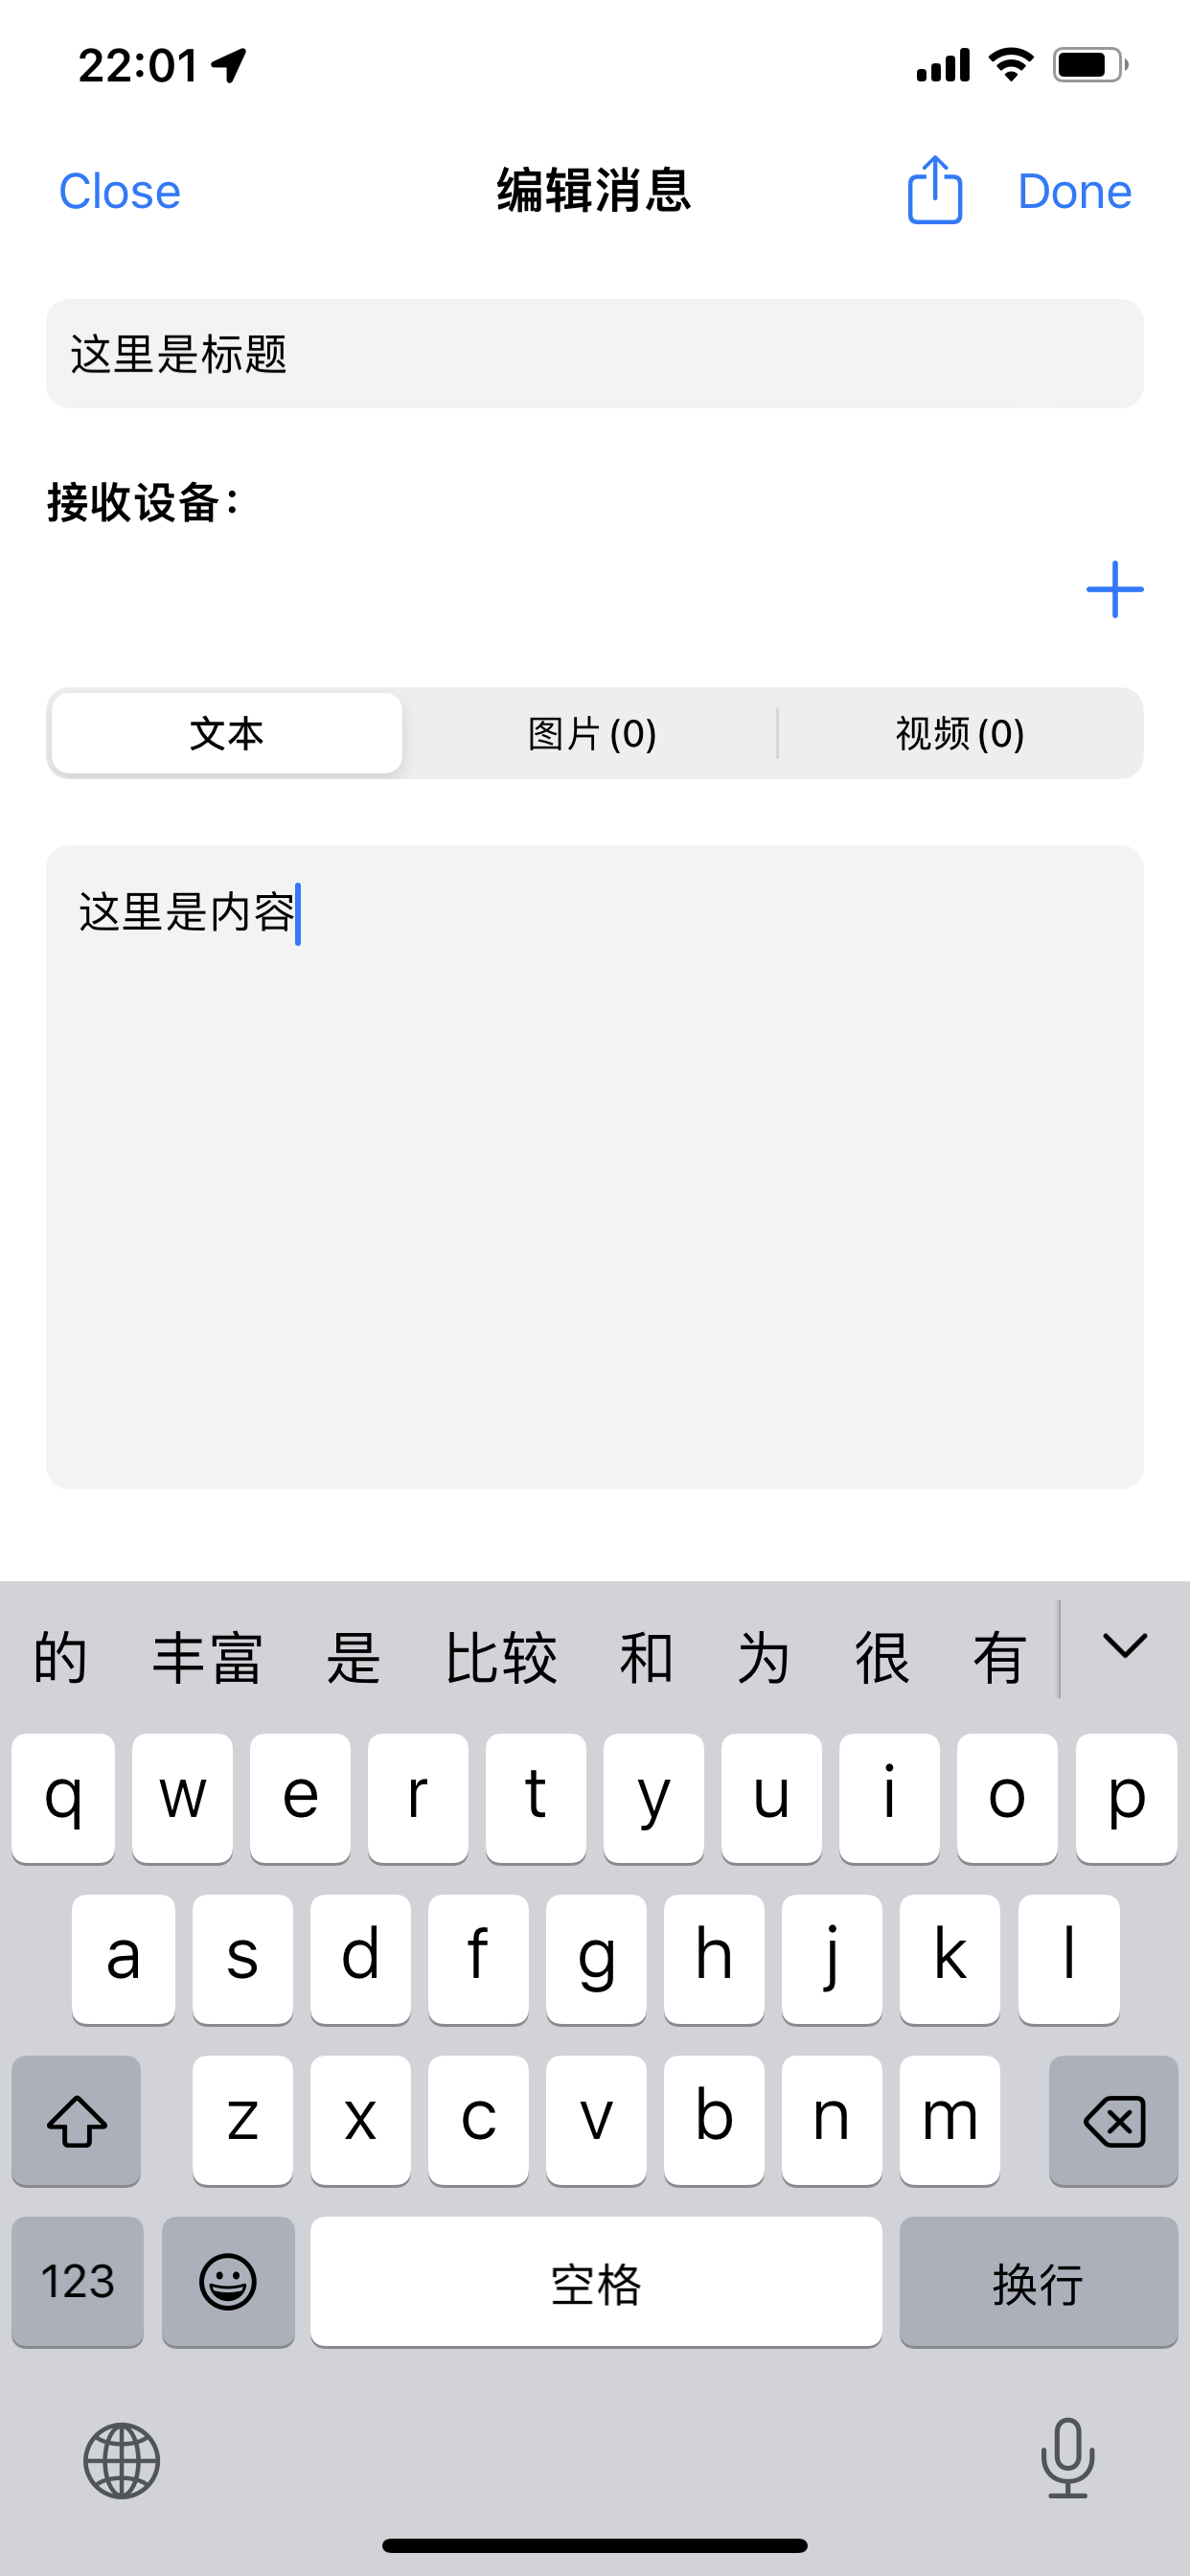 22:01
Close 编辑消息 Done
这里是标题
接收设备：
文本 图片(0) 视频(0)
这里是内容
的 丰富 是 比较 和 为 很 有
q w e r t y u i o p
a s d f g h j k l
z x c v b n m
123 空格 换行